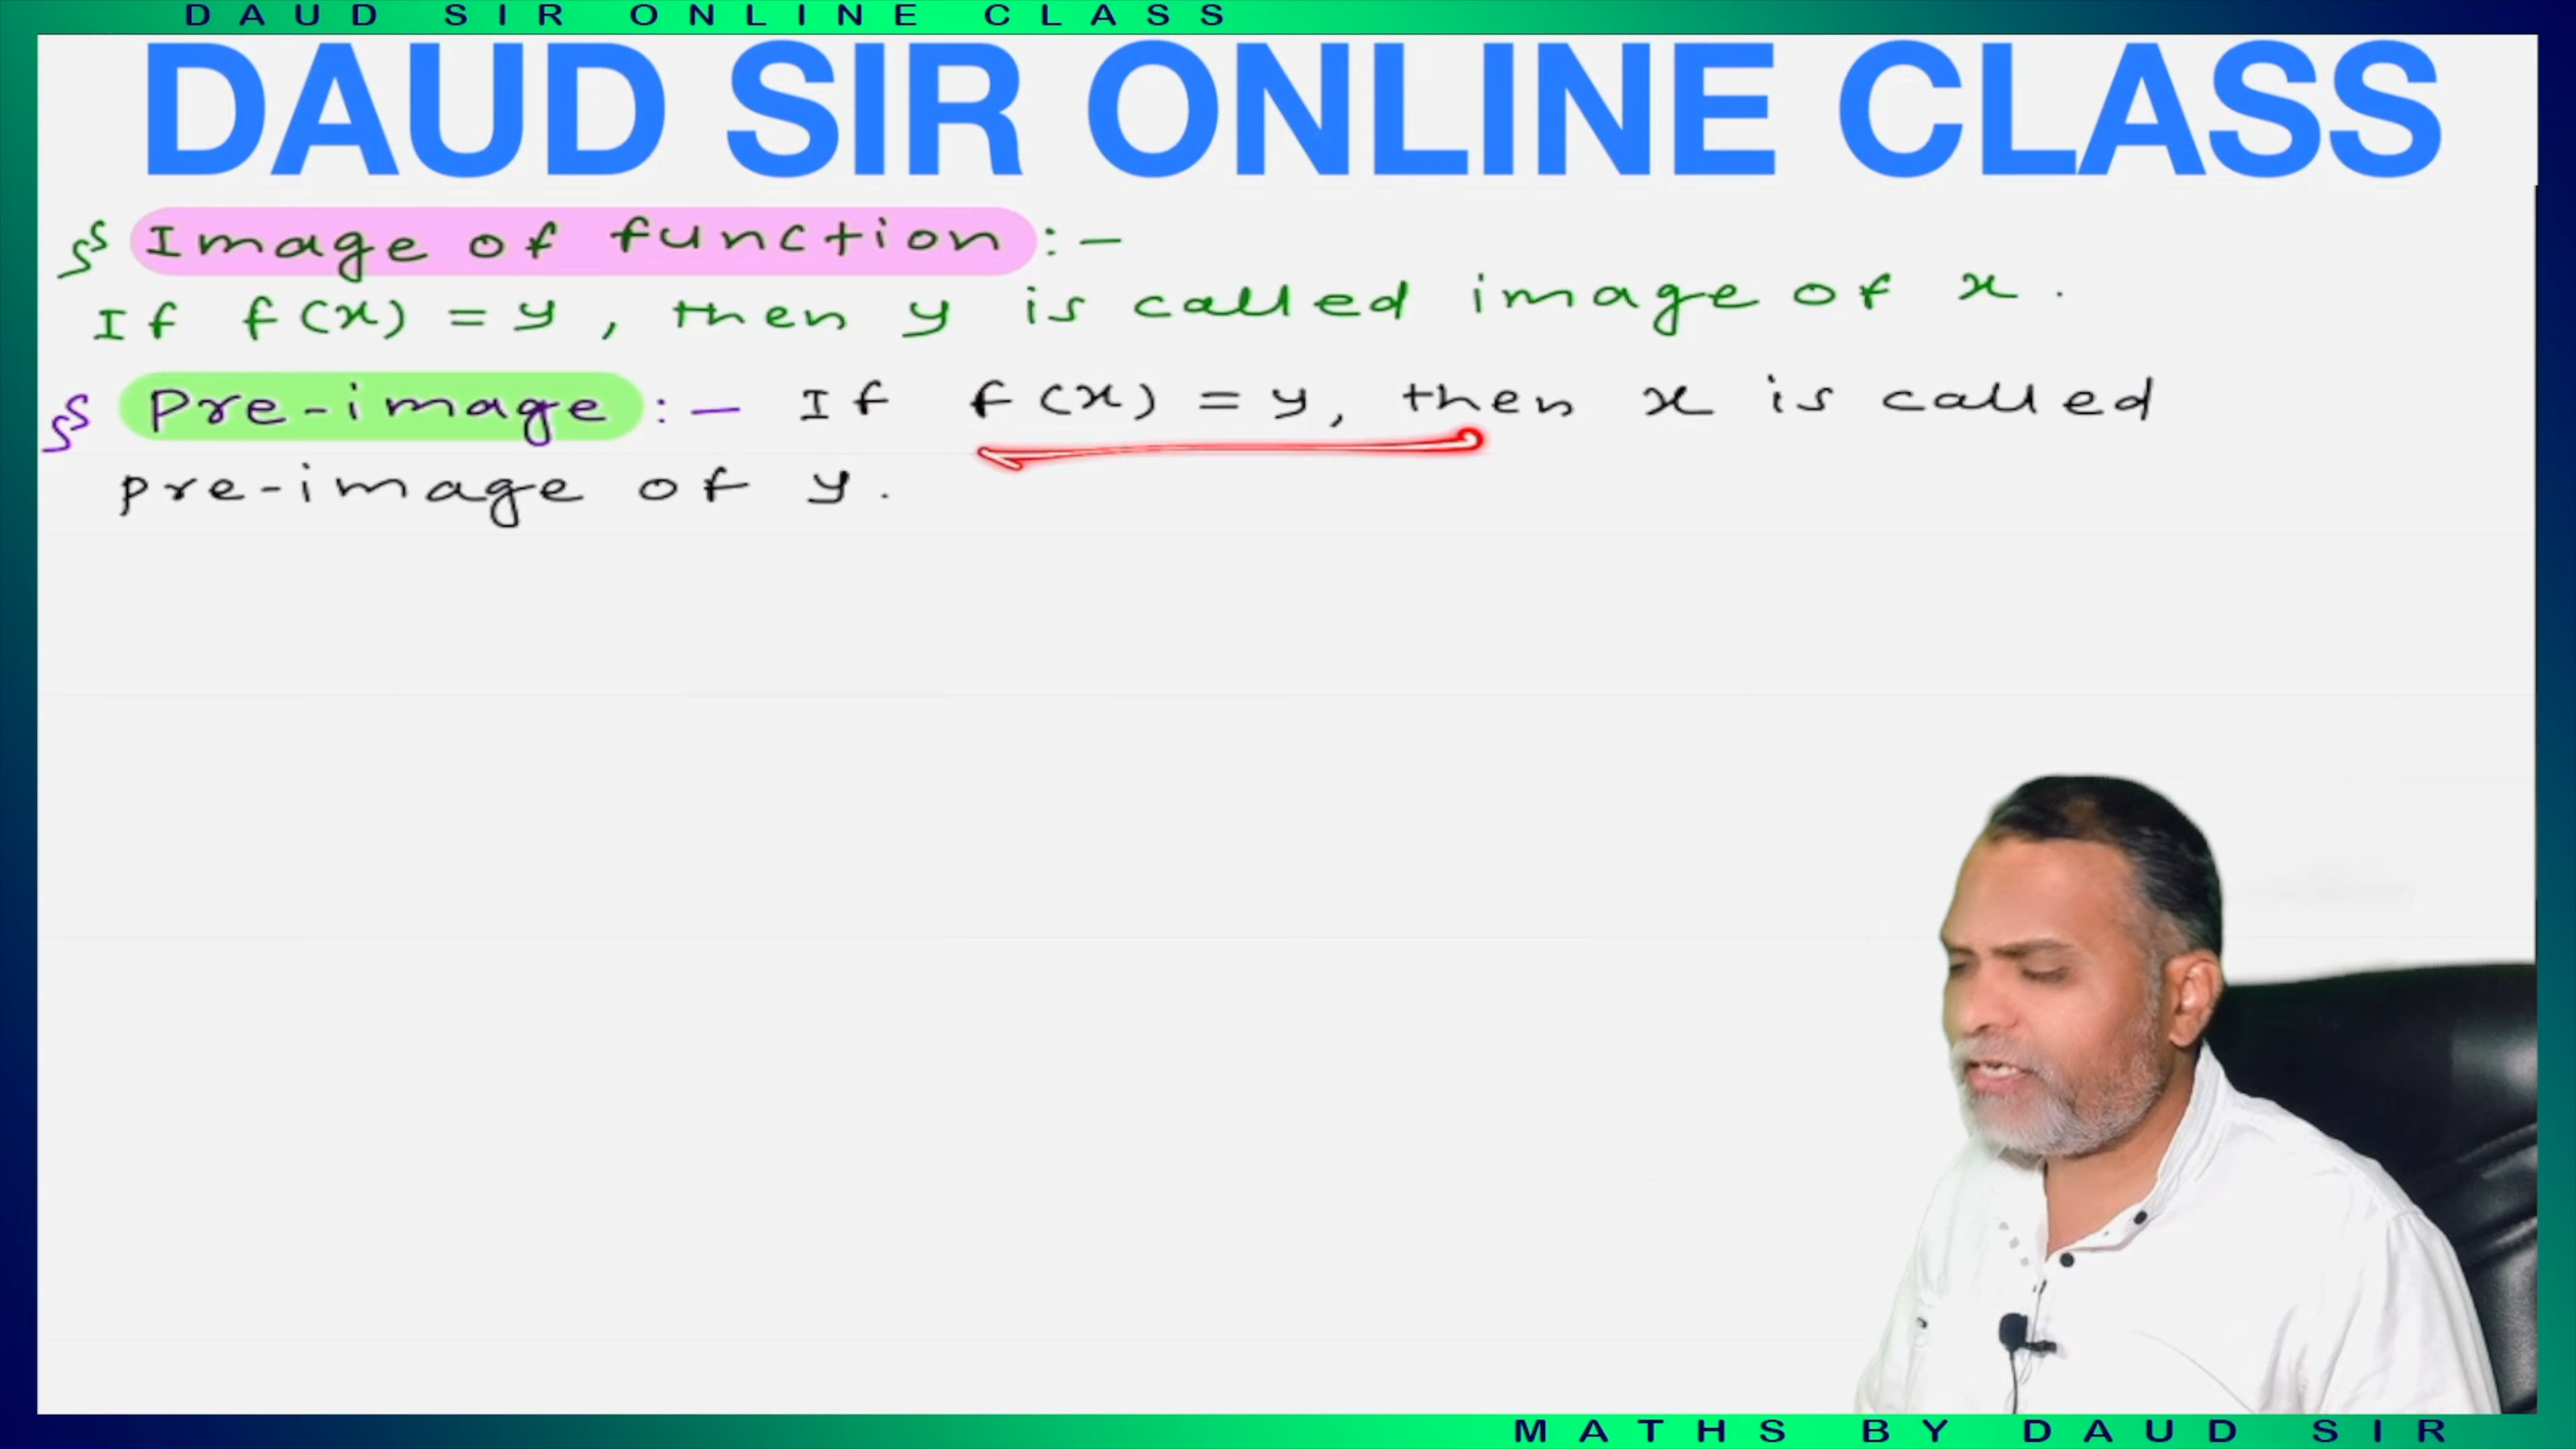 DAUD SIR ONLINE CLASS
DAUD SIR ONLINE CLASS
§ Image of function :-
If f(x) = y, then y is called image of x.
§ Pre-image :- If f(x) = y, then x is called
pre-image of y.
MATHS BY DAUD SIR